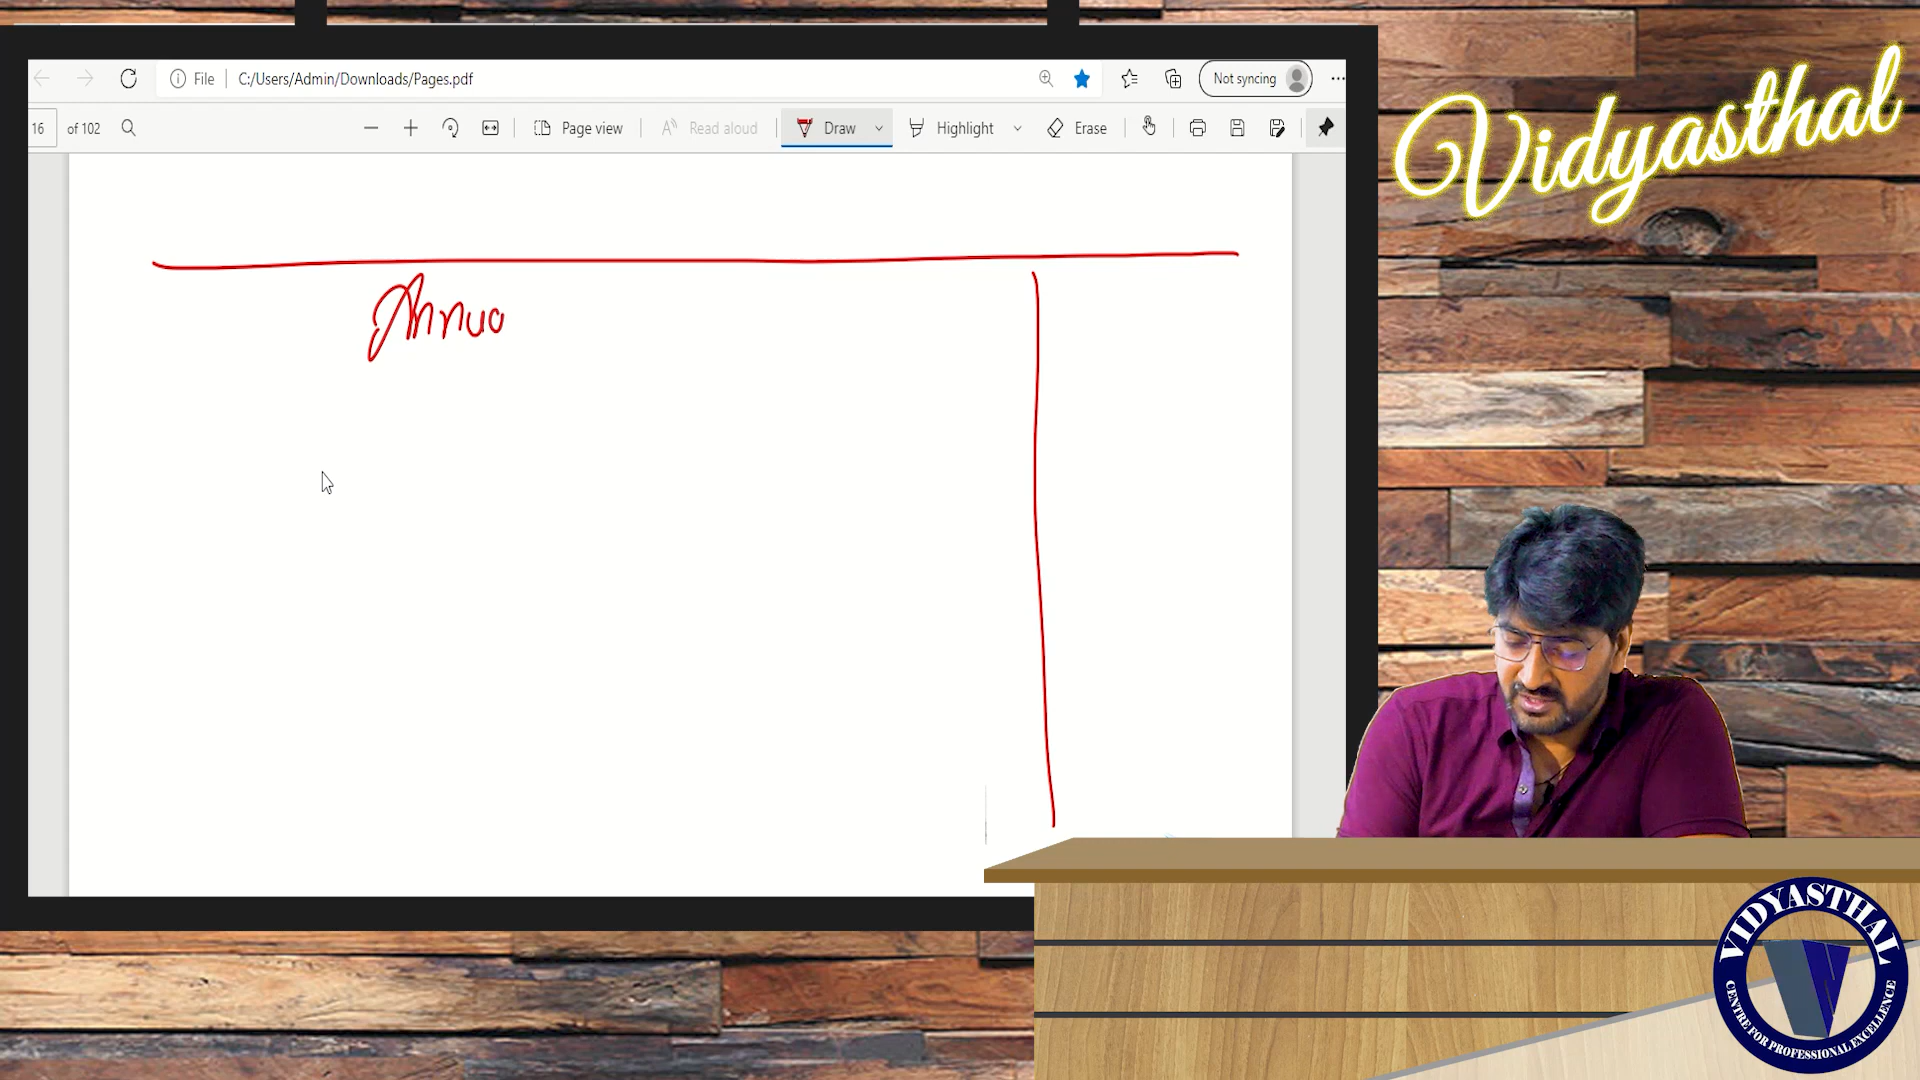 File
C:/Users/Admin/Downloads/Pages.pdf
Not syncing
16 of 102
Page view
Read aloud
Draw
Highlight
Erase
Vidyasthal
Annua
VIDYASTHAL
CENTRE FOR PROFESSIONAL EXCELLENCE